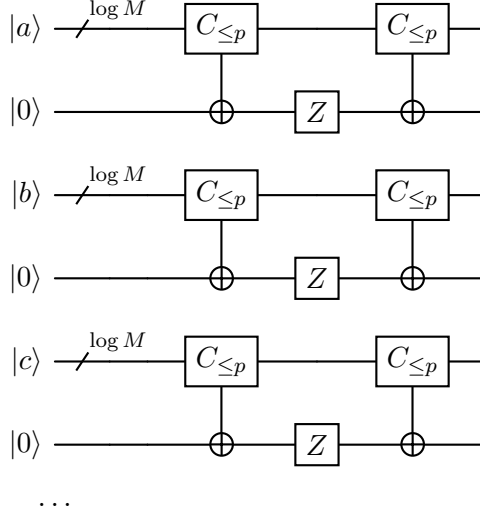 |a⟩ log M C≤p C≤p
|0⟩ Z
|b⟩ log M C≤p C≤p
|0⟩ Z
|c⟩ log M C≤p C≤p
|0⟩ Z
...